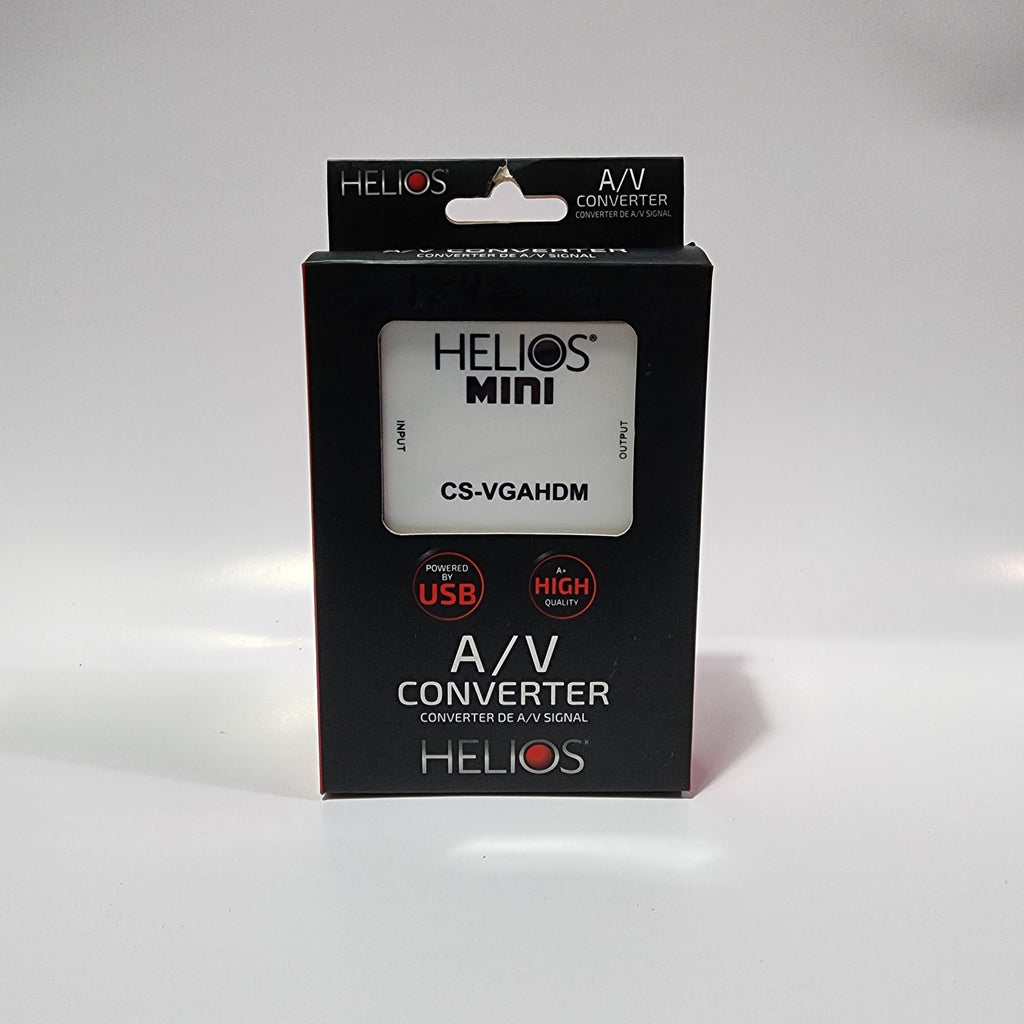 HELIOS®
A/V
CONVERTER
CONVERTER DE A/V SIGNAL
A/V CONVERTER
CONVERTER DE A/V SIGNAL
HELIOS®
MINI
INPUT
OUTPUT
CS-VGAHDM
POWERED
BY
USB
A+
HIGH
QUALITY
A/V
CONVERTER
CONVERTER DE A/V SIGNAL
HELIOS®